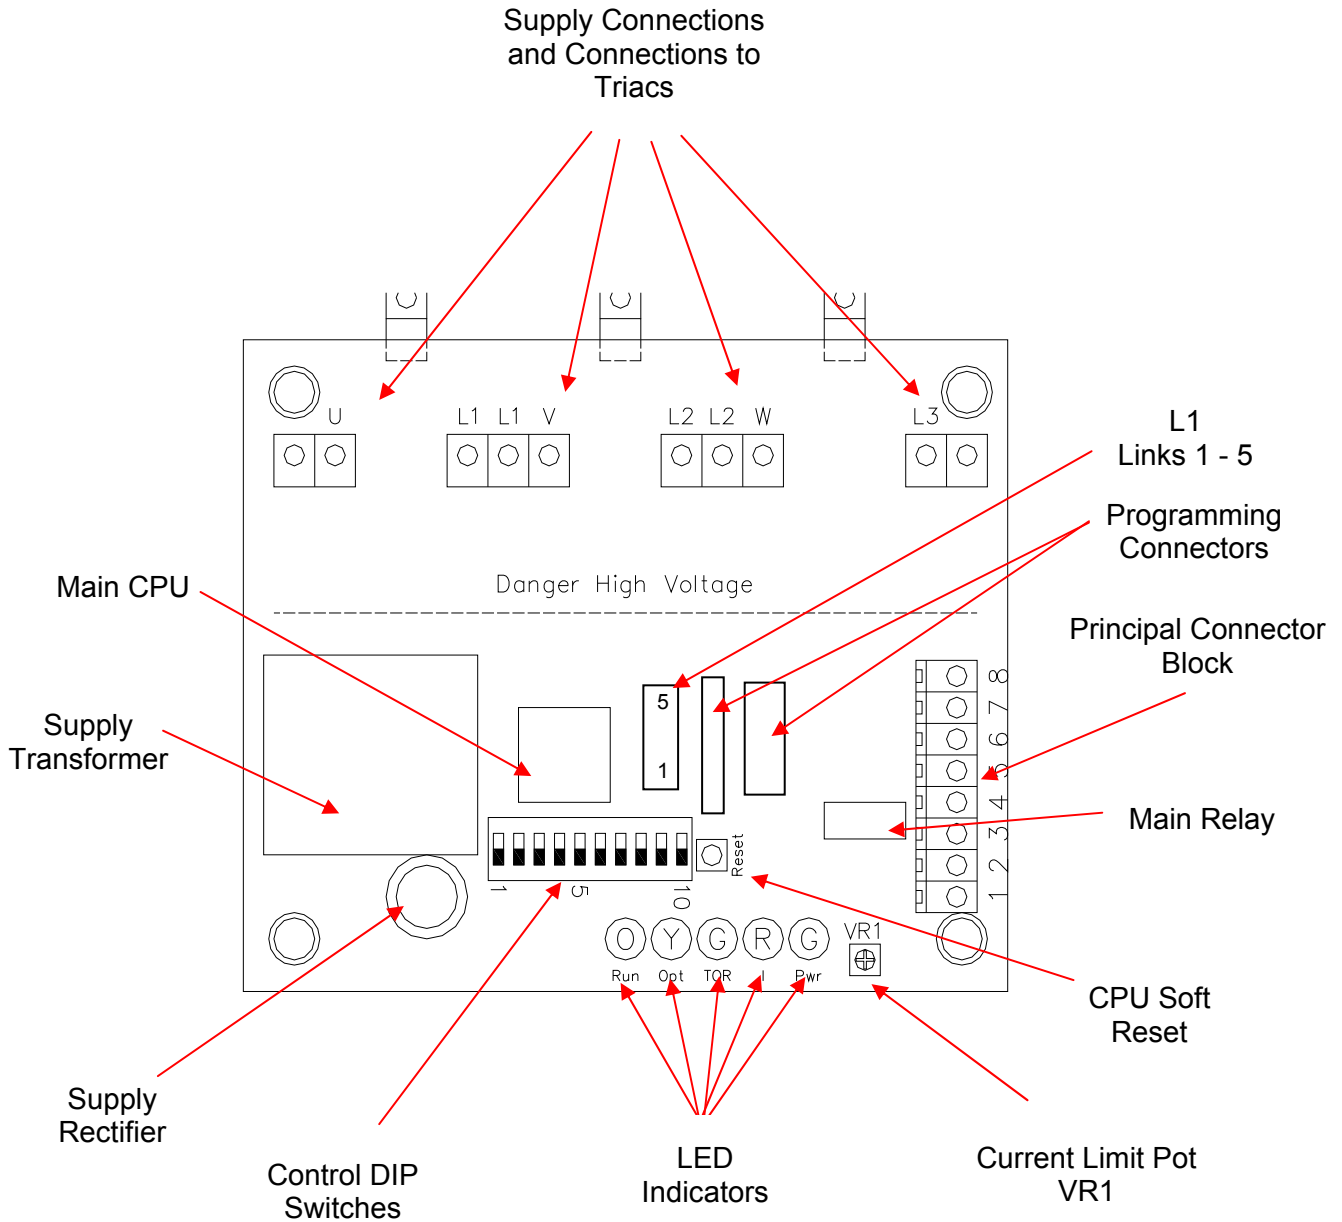 Supply Connections
and Connections to
Triacs
U
L1 L1 V
L2 L2 W
L3
L1
Links 1 - 5
Programming
Connectors
Danger High Voltage
Main CPU
Principal Connector
Block
Supply
Transformer
5
1
8
7
6
5
4
3
2
1
Main Relay
Reset
1
5
10
O Y G R G
VR1
Run Opt TOR I Pwr
CPU Soft
Reset
Supply
Rectifier
Control DIP
Switches
LED
Indicators
Current Limit Pot
VR1